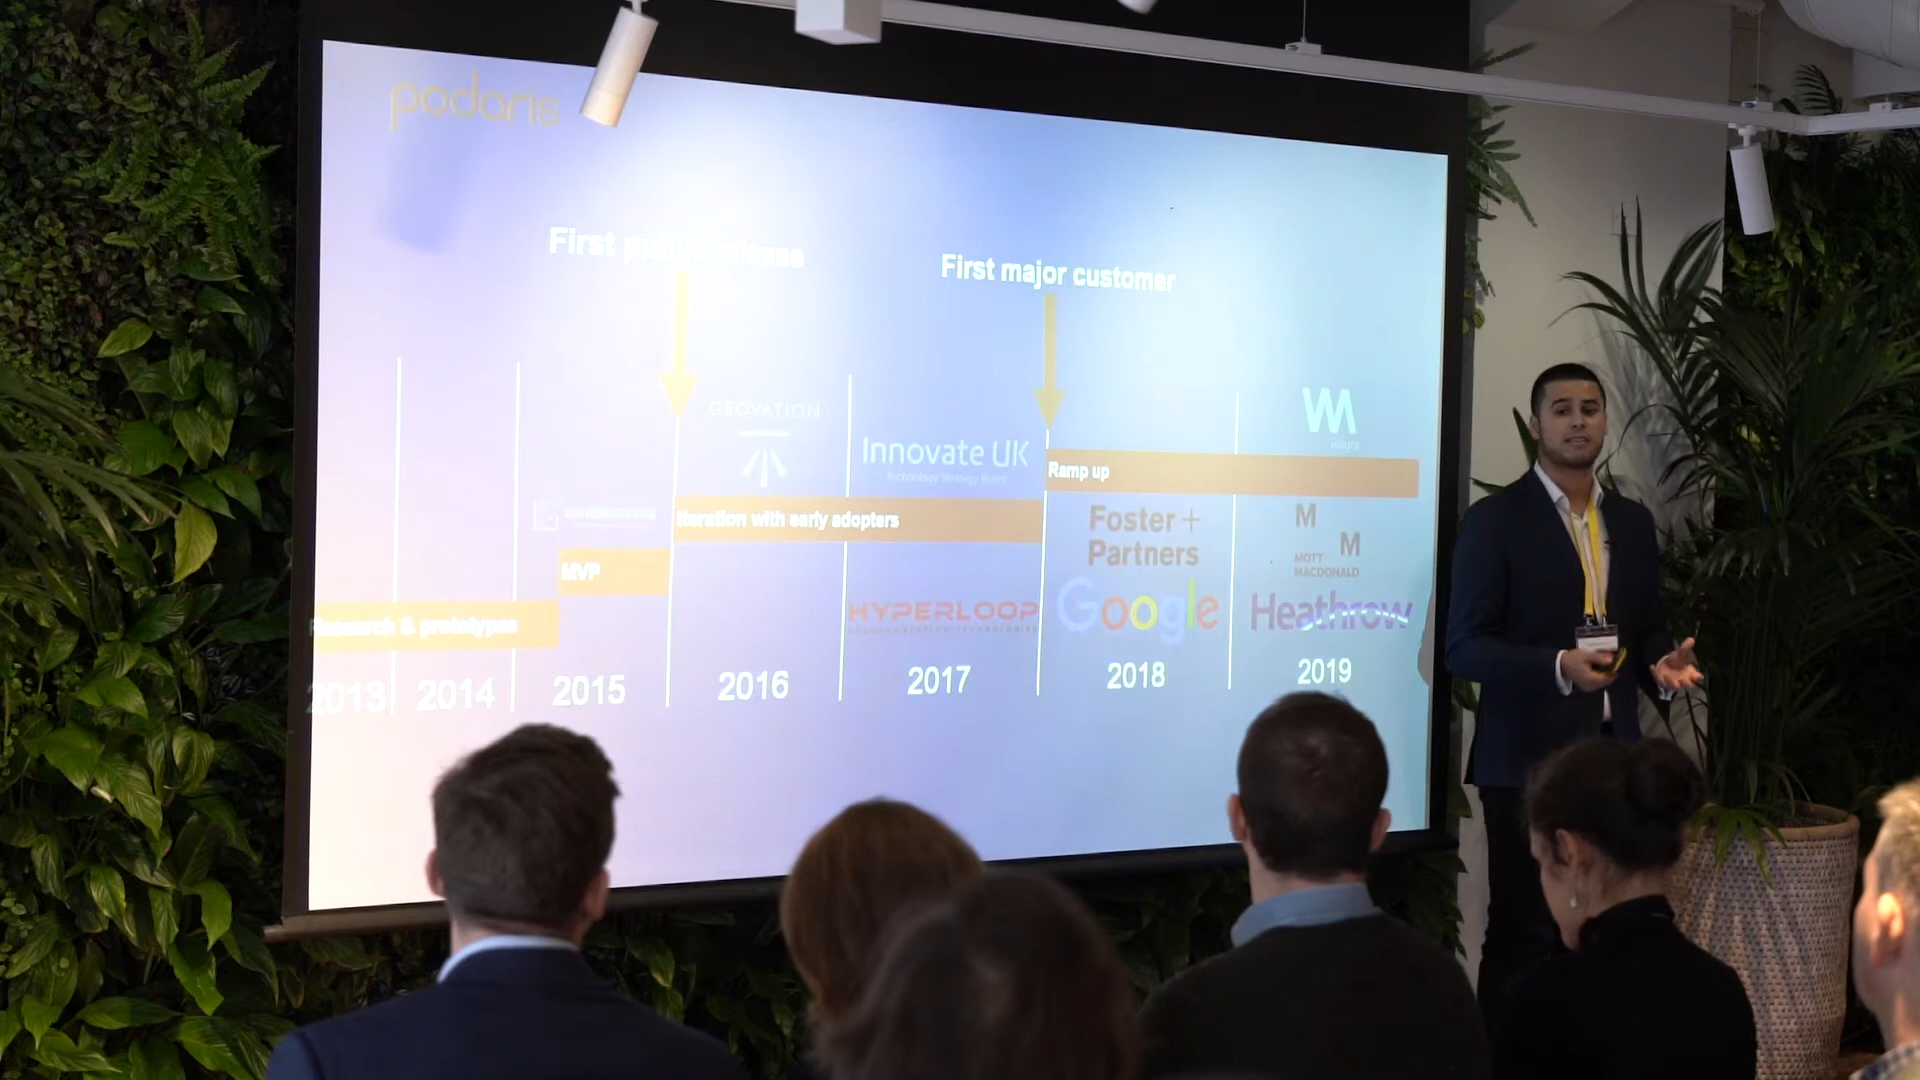 podaris
First public release
First major customer
GEOVATION
Innovate UK
Technology Strategy Board
wayra
Ramp up
Iteration with early adopters
Foster +
Partners
M
M
MOTT
MACDONALD
MVP
HYPERLOOP
Google
Heathrow
Research & prototypes
2013
2014
2015
2016
2017
2018
2019